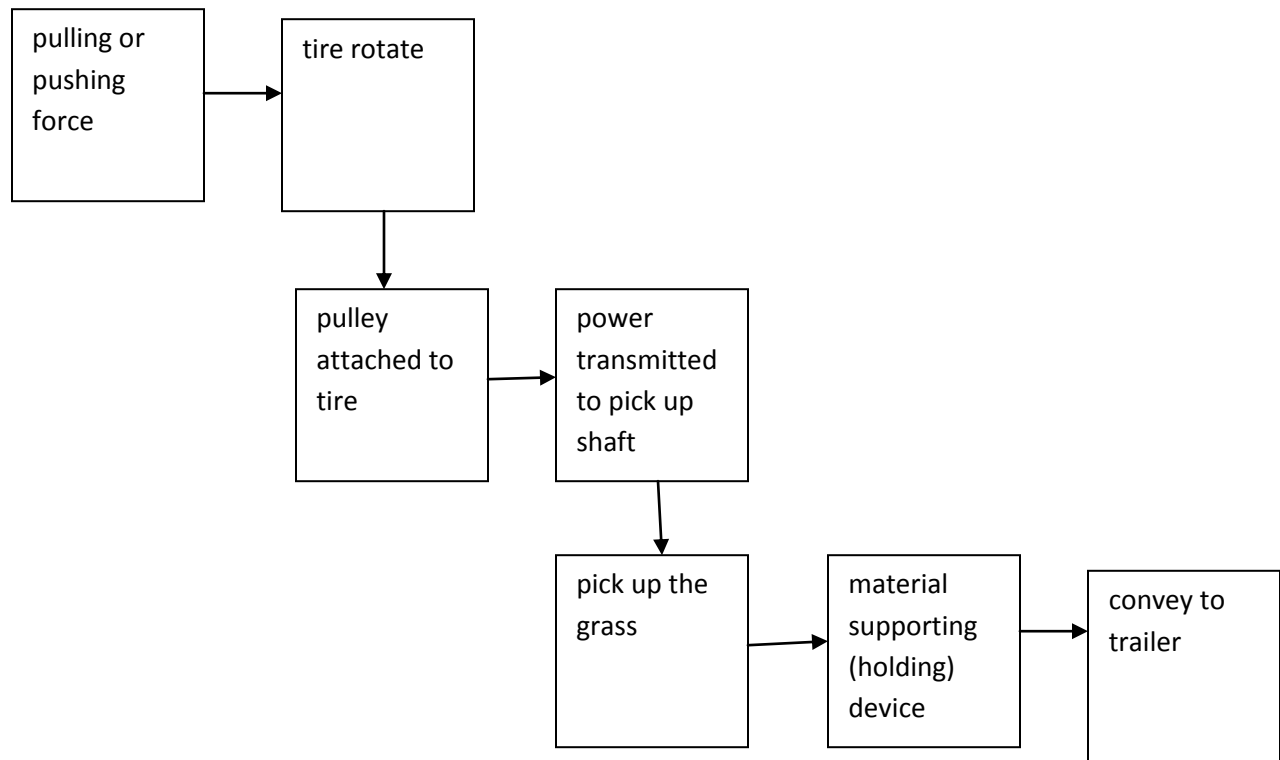 pulling or
pushing
force
tire rotate
pulley
attached to
tire
power
transmitted
to pick up
shaft
pick up the
grass
material
supporting
(holding)
device
convey to
trailer